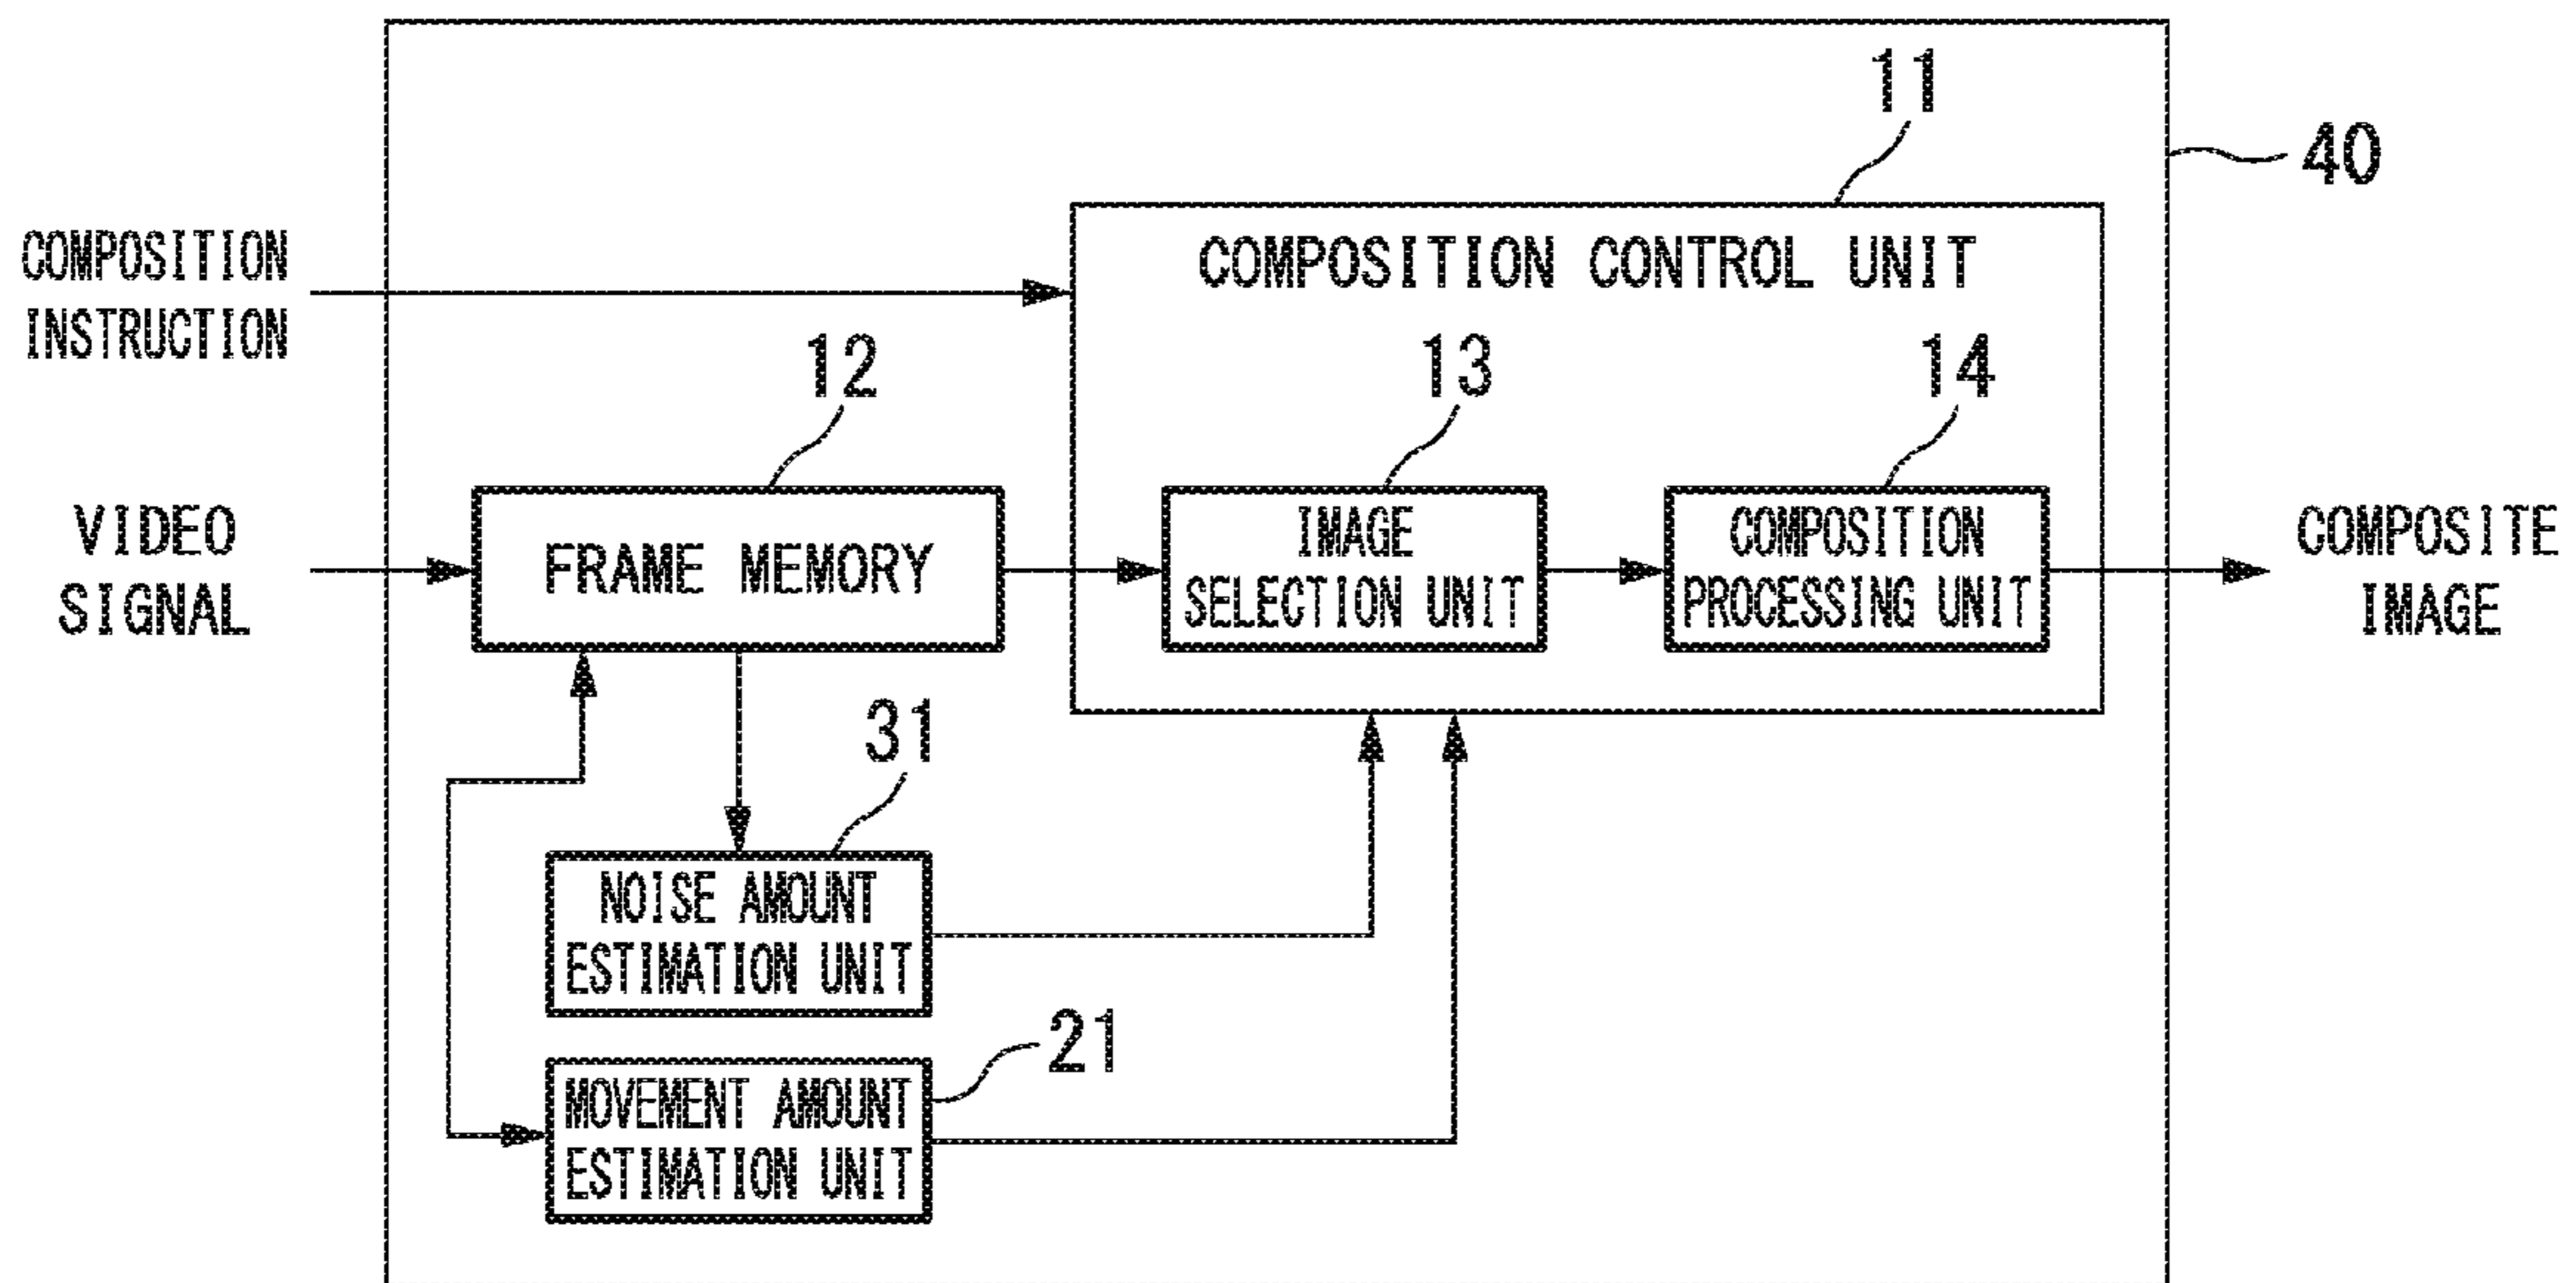 11
40
COMPOSITION
INSTRUCTION
COMPOSITION CONTROL UNIT
12
13
14
VIDEO
SIGNAL
FRAME MEMORY
IMAGE
SELECTION UNIT
COMPOSITION
PROCESSING UNIT
COMPOSITE
IMAGE
31
NOISE AMOUNT
ESTIMATION UNIT
21
MOVEMENT AMOUNT
ESTIMATION UNIT